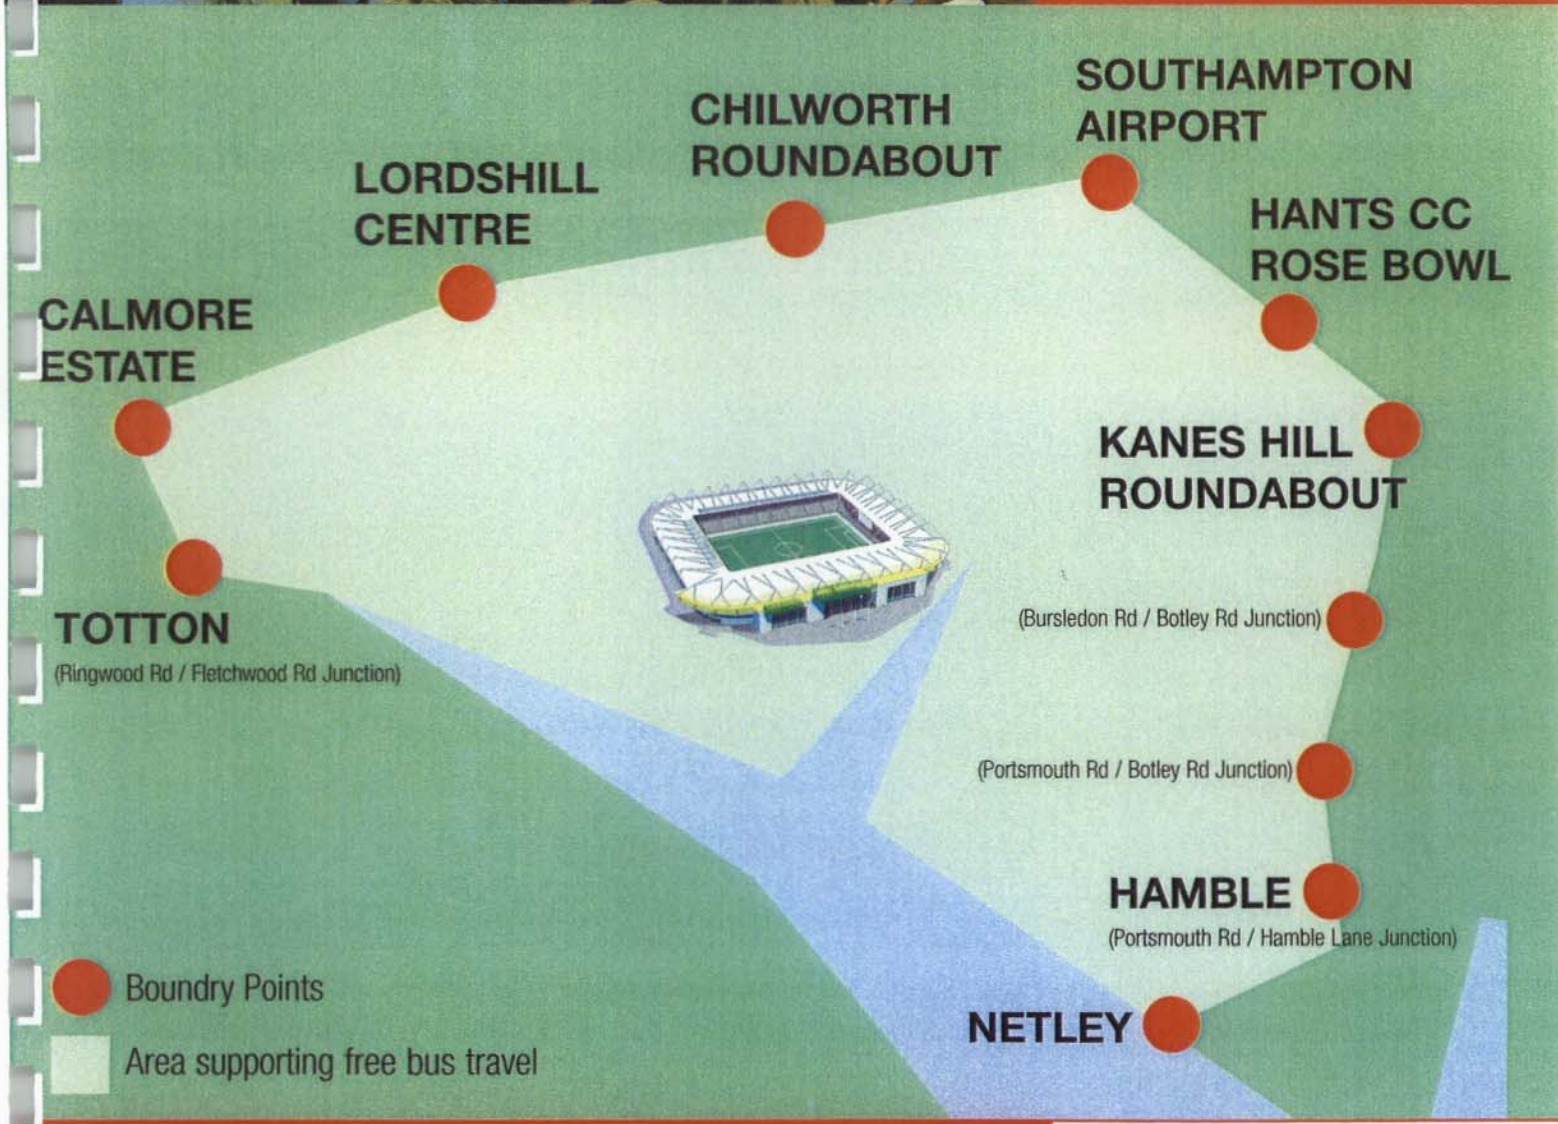 SOUTHAMPTON
AIRPORT
CHILWORTH
ROUNDABOUT
LORDSHILL
CENTRE
HANTS CC
ROSE BOWL
CALMORE
ESTATE
KANES HILL
ROUNDABOUT
TOTTON
(Ringwood Rd / Fletchwood Rd Junction)
(Bursledon Rd / Botley Rd Junction)
(Portsmouth Rd / Botley Rd Junction)
HAMBLE
(Portsmouth Rd / Hamble Lane Junction)
NETLEY
Boundry Points
Area supporting free bus travel